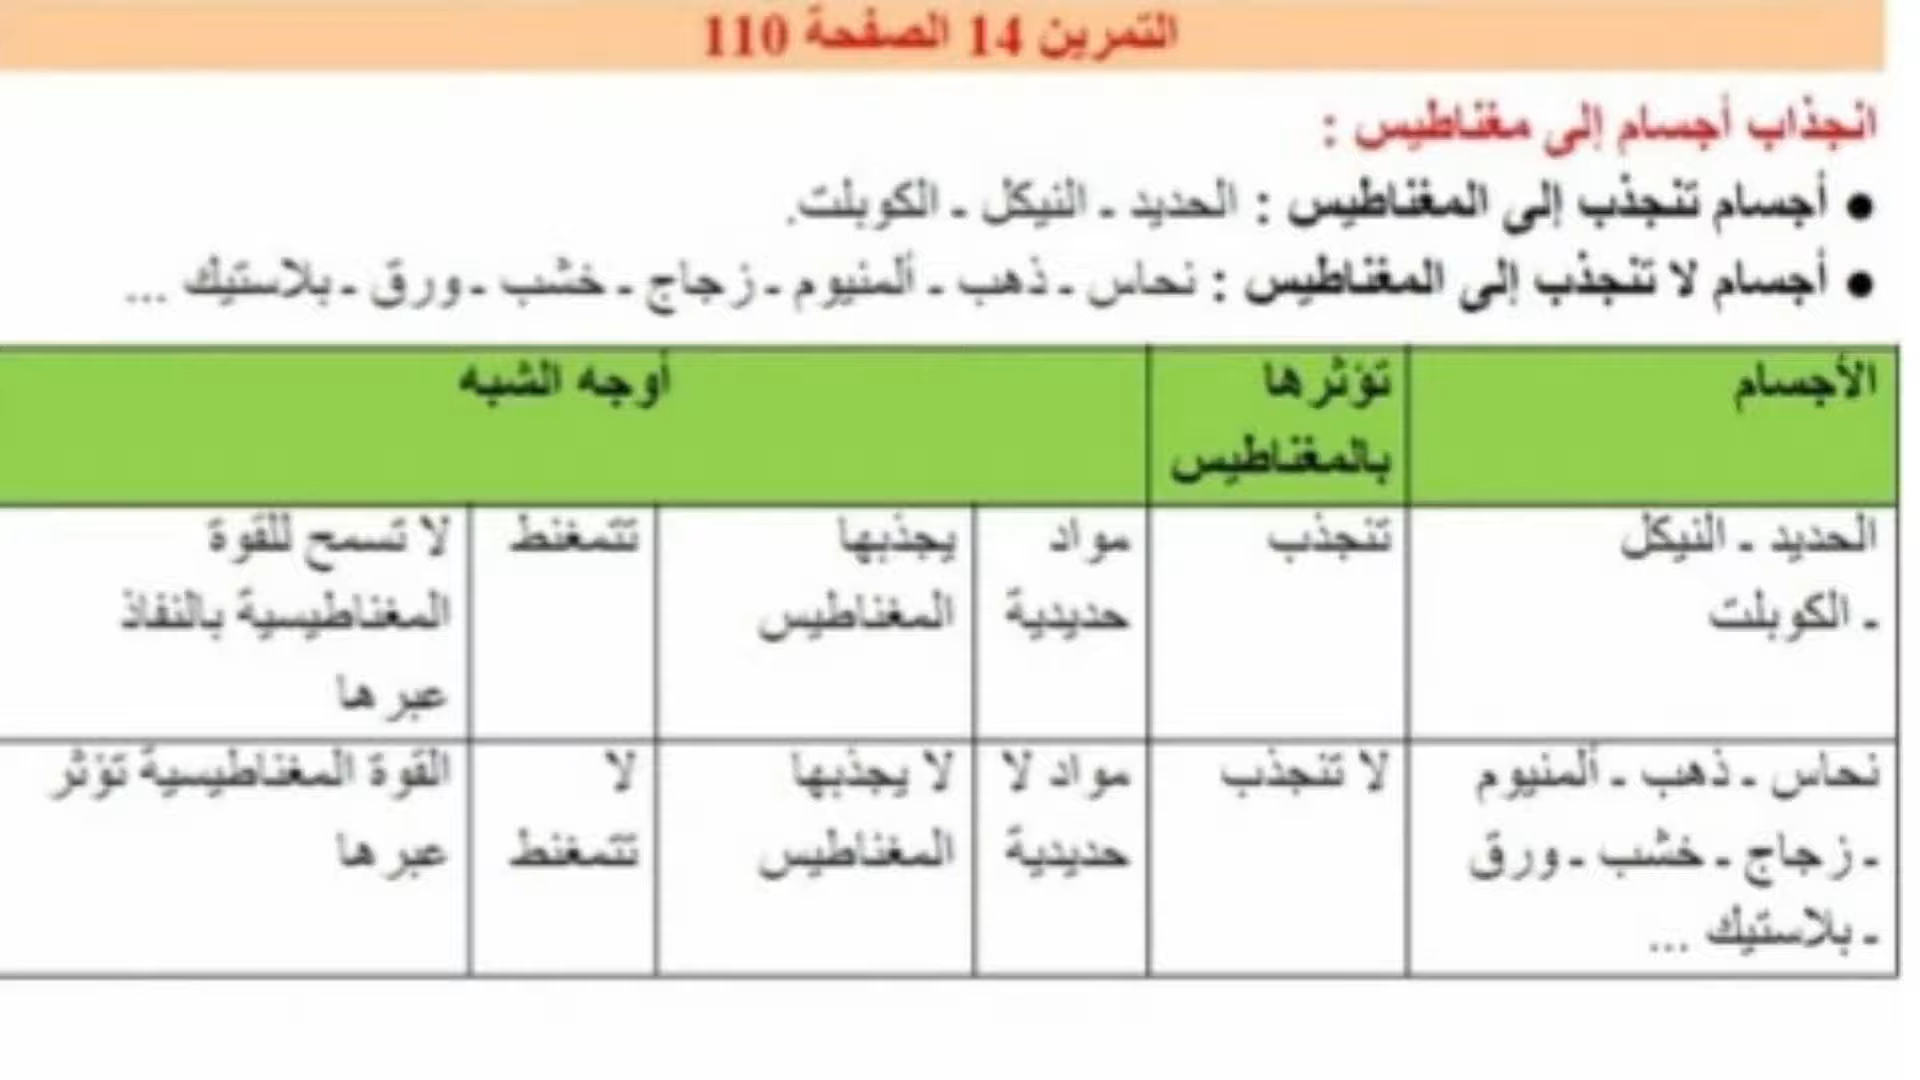 التمرين 14 الصفحة 110
انجذاب أجسام إلى مغناطيس :
● أجسام تنجذب إلى المغناطيس : الحديد ـ النيكل ـ الكوبلت.
● أجسام لا تنجذب إلى المغناطيس : نحاس ـ ذهب ـ ألمنيوم ـ زجاج ـ خشب ـ ورق ـ بلاستيك ...
الأجسام
تؤثرها
بالمغناطيس
أوجه الشبه
الحديد ـ النيكل
ـ الكوبلت
تنجذب
مواد
حديدية
يجذبها
المغناطيس
تتمغنط
لا تسمح للقوة
المغناطيسية بالنفاذ
عبرها
نحاس ـ ذهب ـ ألمنيوم
ـ زجاج ـ خشب ـ ورق
ـ بلاستيك ...
لا تنجذب
مواد لا
حديدية
لا يجذبها
المغناطيس
لا
تتمغنط
القوة المغناطيسية تؤثر
عبرها